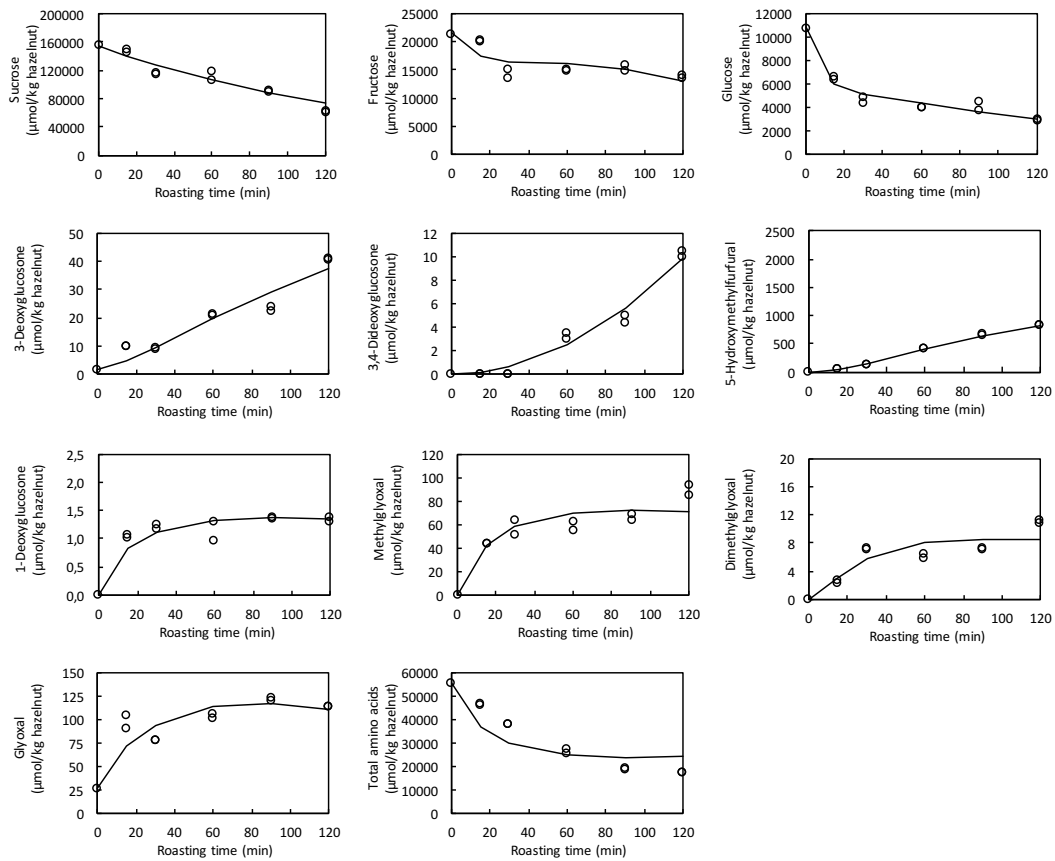 Sucrose
(µmol/kg hazelnut)
200000
160000
120000
80000
40000
0
0 20 40 60 80 100 120
Roasting time (min)
Fructose
(µmol/kg hazelnut)
25000
20000
15000
10000
5000
0
0 20 40 60 80 100 120
Roasting time (min)
Glucose
(µmol/kg hazelnut)
12000
10000
8000
6000
4000
2000
0
0 20 40 60 80 100 120
Roasting time (min)
3-Deoxyglucosone
(µmol/kg hazelnut)
50
40
30
20
10
0
0 20 40 60 80 100 120
Roasting time (min)
3,4-Dideoxyglucosone
(µmol/kg hazelnut)
12
10
8
6
4
2
0
0 20 40 60 80 100 120
Roasting time (min)
5-Hydroxymethylfurfural
(µmol/kg hazelnut)
2500
2000
1500
1000
500
0
0 20 40 60 80 100 120
Roasting time (min)
1-Deoxyglucosone
(µmol/kg hazelnut)
2,5
2,0
1,5
1,0
0,5
0,0
0 20 40 60 80 100 120
Roasting time (min)
Methylglyoxal
(µmol/kg hazelnut)
120
100
80
60
40
20
0
0 20 40 60 80 100 120
Roasting time (min)
Dimethylglyoxal
(µmol/kg hazelnut)
20
16
12
8
4
0
0 20 40 60 80 100 120
Roasting time (min)
Glyoxal
(µmol/kg hazelnut)
150
125
100
75
50
25
0
0 20 40 60 80 100 120
Roasting time (min)
Total amino acids
(µmol/kg hazelnut)
60000
50000
40000
30000
20000
10000
0
0 20 40 60 80 100 120
Roasting time (min)